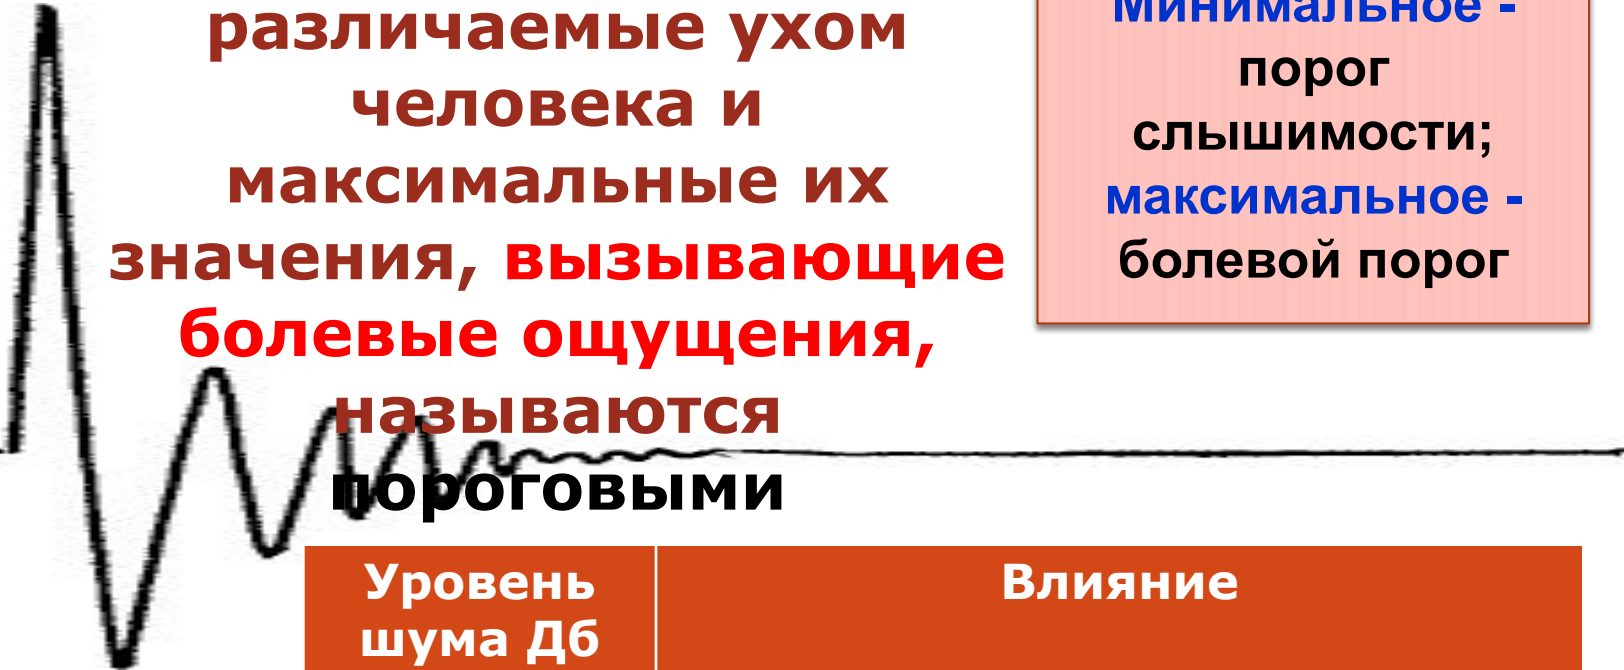 различаемые ухом
человека и
максимальные их
значения, вызывающие
болевые ощущения,
называются
пороговыми
Минимальное -
порог
слышимости;
максимальное -
болевой порог
Уровень
шума Дб
Влияние